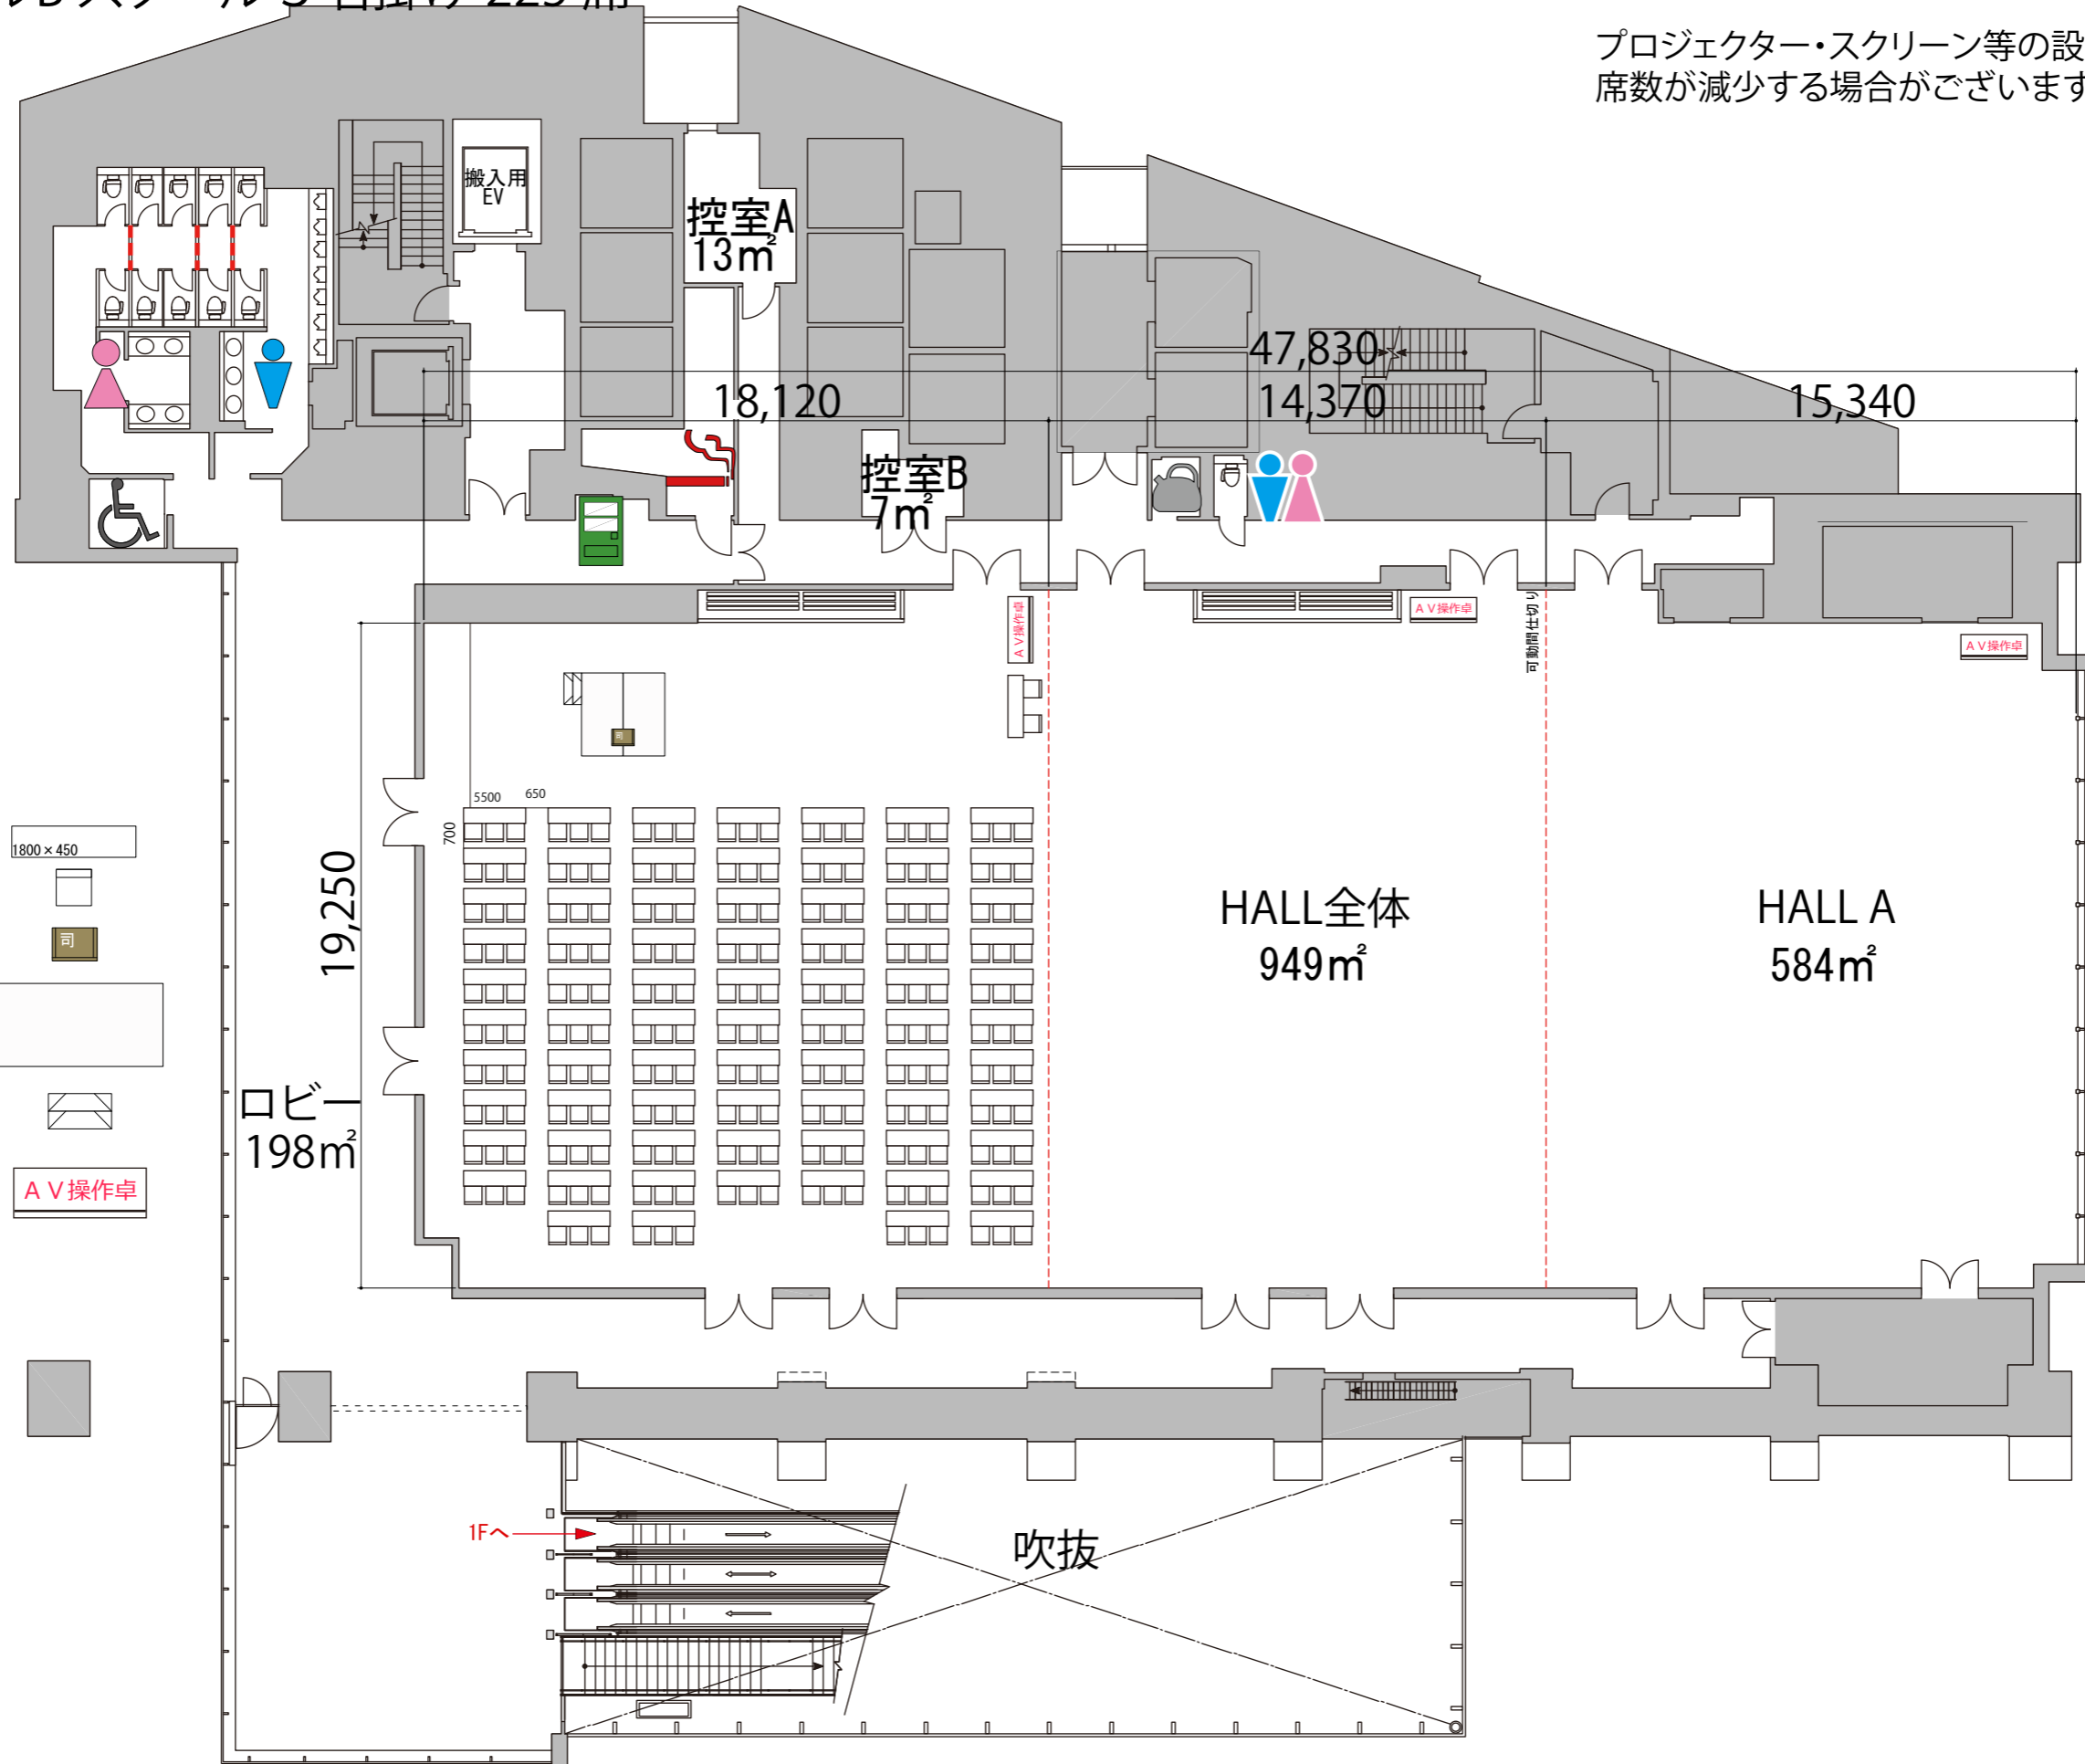 プロジェクター・スクリーン等の設
席数が減少する場合がございます
搬入用
EV
控室A
13㎡
47,830
18,120
14,370
15,340
控室B
7㎡
AV操作卓
AV操作卓
可動間仕切り
AV操作卓
司
5500
650
700
1800×450
19,250
HALL全体
949㎡
HALL A
584㎡
司
ロビー
198㎡
AV操作卓
1Fへ
吹抜